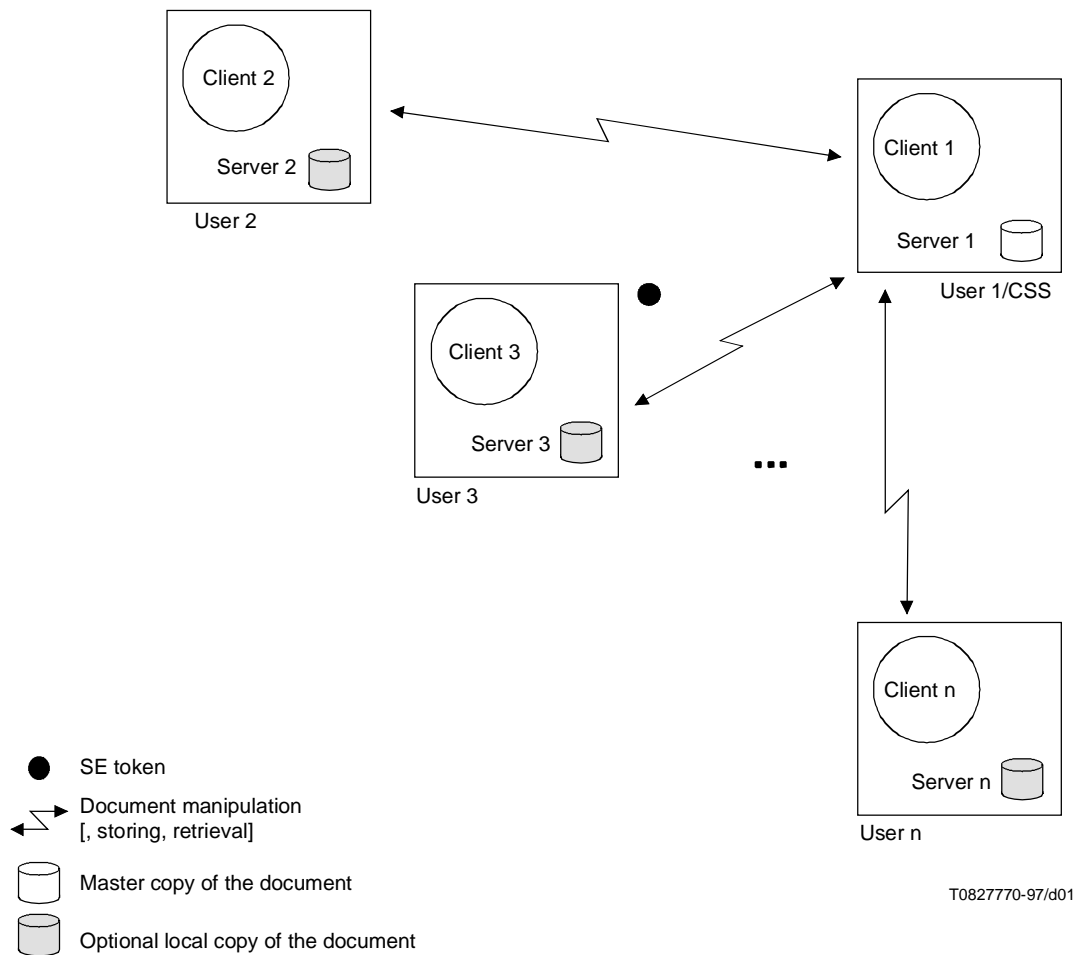 Client 2
Server 2
User 2
Client 1
Server 1
User 1/CSS
Client 3
Server 3
User 3
...
Client n
Server n
User n
SE token
Document manipulation
[, storing, retrieval]
Master copy of the document
Optional local copy of the document
T0827770-97/d01